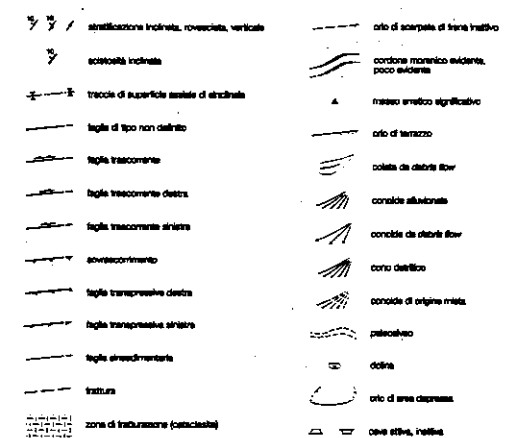 stratificazione inclinata, rovesciata, verticale
scistosità inclinata
traccia di superficie assiale di sinclinale
faglia di tipo non definito
faglia trascorrente
faglia trascorrente destra
faglia trascorrente sinistra
sovrascorrimento
faglia transpressiva destra
faglia transpressiva sinistra
faglia sinsedimentaria
frattura
zona di fratturazione (cataclasite)
orlo di scarpata di frana inattivo
cordone morenico evidente,
poco evidente
masso erratico significativo
orlo di terrazzo
colata da debris flow
conoide alluvionale
conoide da debris flow
cono detritico
conoide di origine mista
paleoalveo
dolina
orlo di area depressa
cava attiva, inattiva